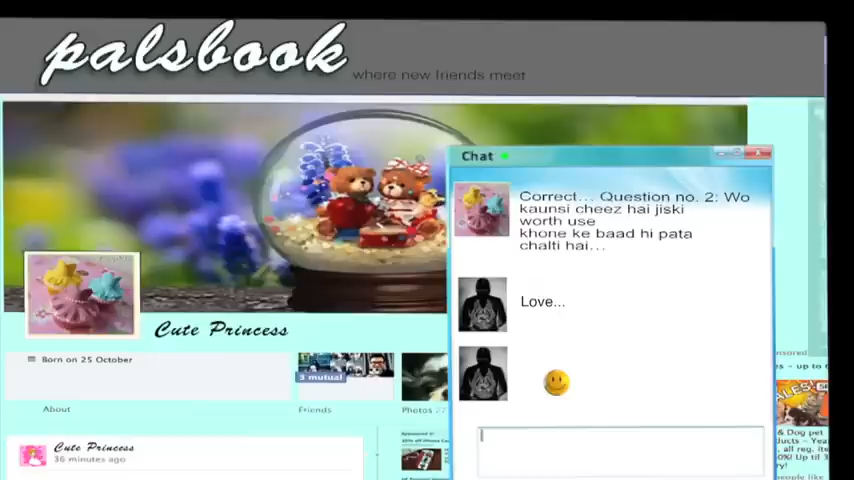 palsbook
where new friends meet
Chat
Correct... Question no. 2: Wo
kaunsi cheez hai jiski
worth use
khone ke baad hi pata
chalti hai...
Love...
Cute Princess
Born on 25 October
3 mutual
About
Friends
Photos
Cute Princess
36 minutes ago